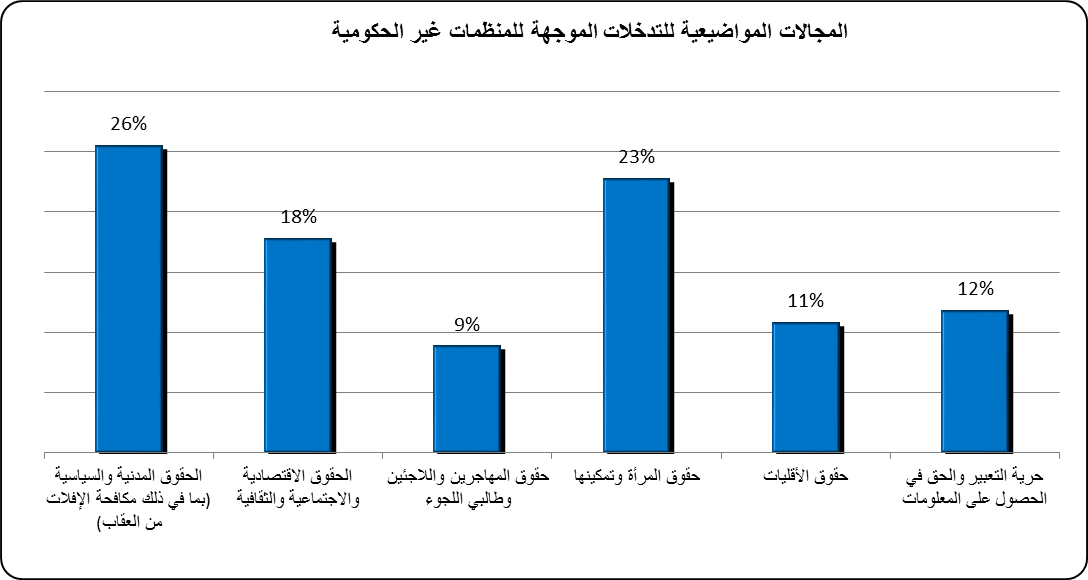 المجالات المواضيعية للتدخلات الموجهة للمنظمات غير الحكومية
26%
18%
9%
23%
11%
12%
الحقوق المدنية والسياسية
(بما في ذلك مكافحة الإفلات
من العقاب)
الحقوق الاقتصادية
والاجتماعية والثقافية
حقوق المهاجرين واللاجئين
وطالبي اللجوء
حقوق المرأة وتمكينها
حقوق الأقليات
حرية التعبير والحق في
الحصول على المعلومات